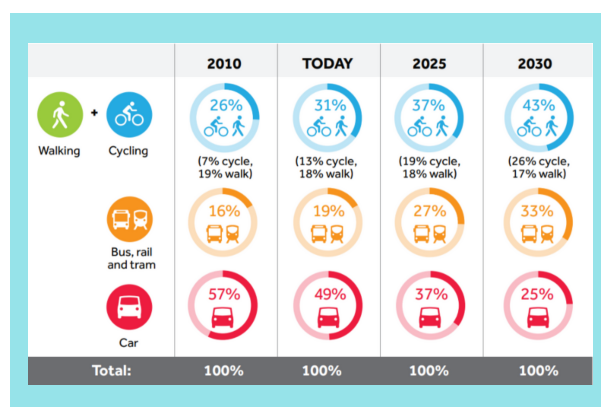 2010 TODAY 2025 2030
+
26% 31% 37% 43%
Walking Cycling
(7% cycle, (13% cycle, (19% cycle, (26% cycle,
19% walk) 18% walk) 18% walk) 17% walk)
16% 19% 27% 33%
Bus, rail
and tram
57% 49% 37% 25%
Car
Total: 100% 100% 100% 100%